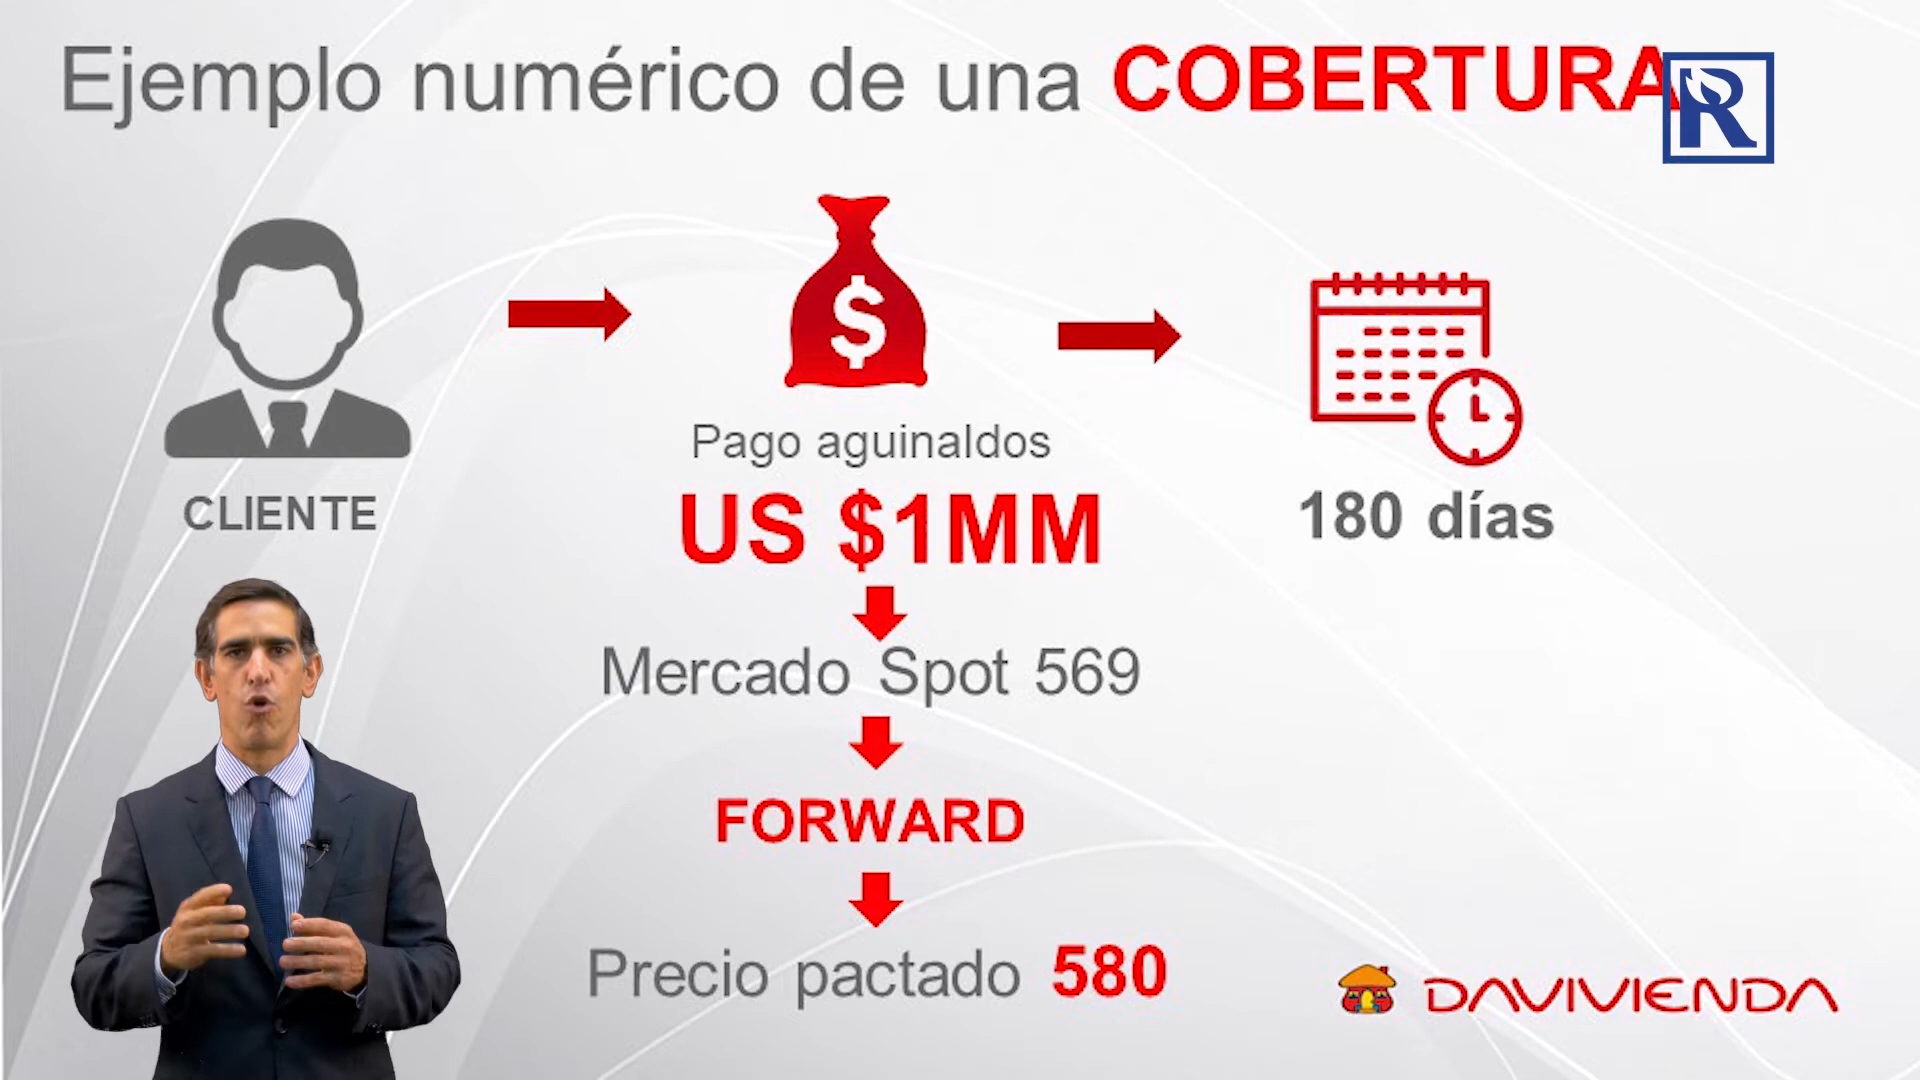 Ejemplo numérico de una COBERTURA
R
$
CLIENTE
Pago aguinaldos
US $1MM
180 días
Mercado Spot 569
FORWARD
Precio pactado 580
DAVIVIENDA